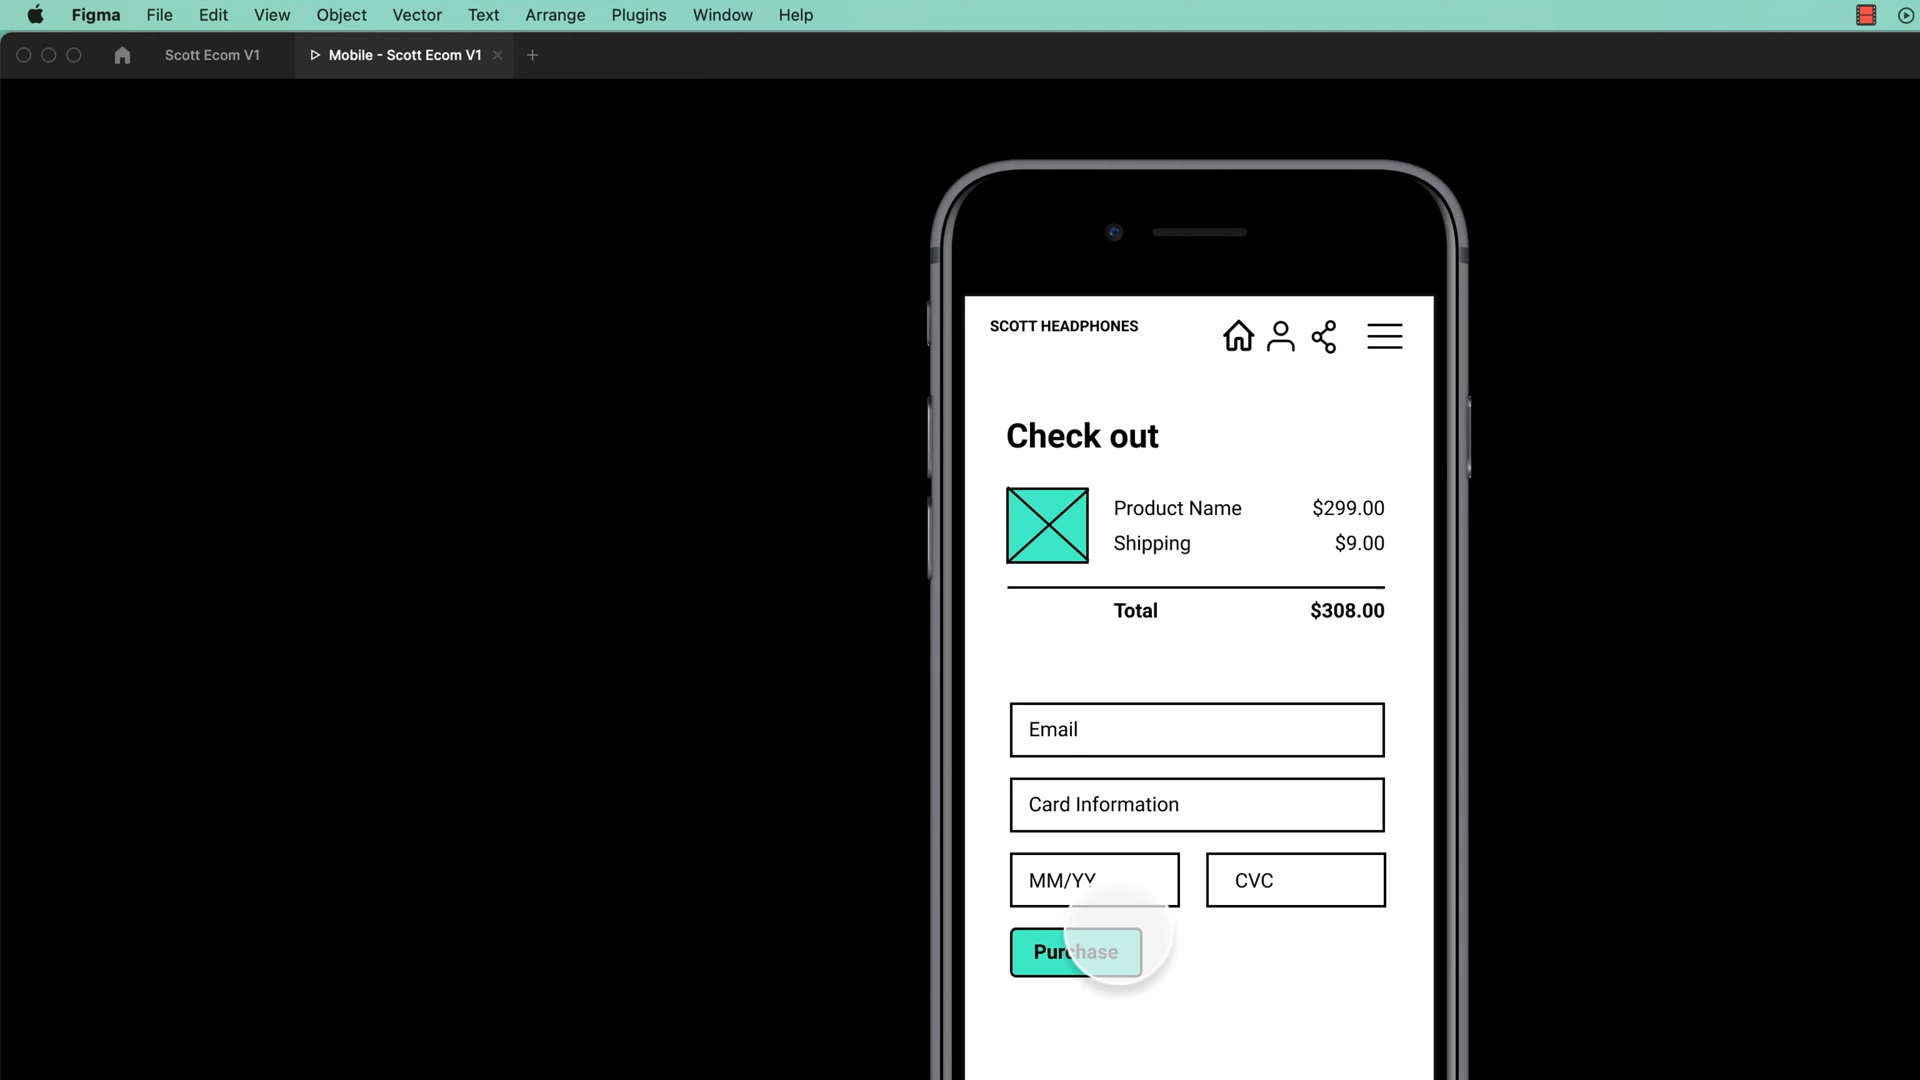 Figma File Edit View Object Vector Text Arrange Plugins Window Help
Scott Ecom V1 Mobile - Scott Ecom V1
SCOTT HEADPHONES
Check out
Product Name $299.00
Shipping $9.00
Total $308.00
Email
Card Information
MM/YY CVC
Purchase